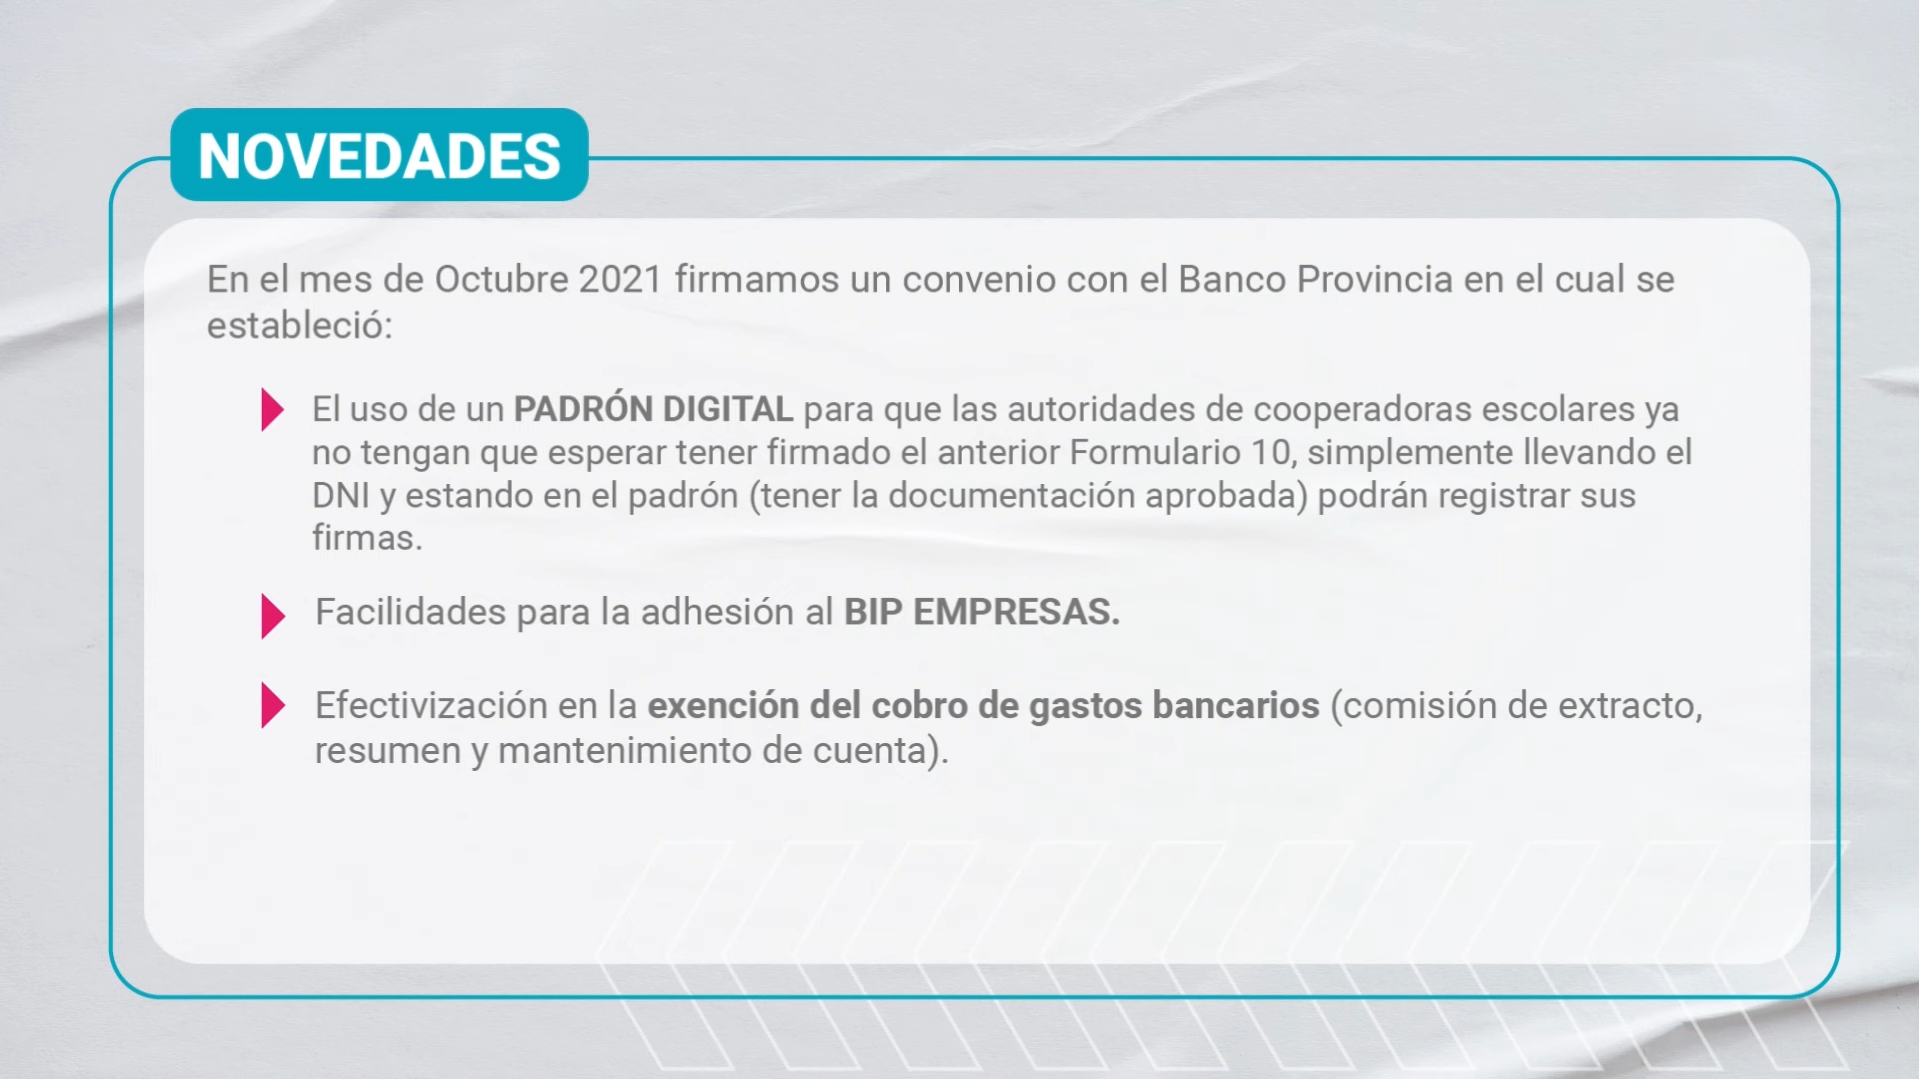 NOVEDADES
En el mes de Octubre 2021 firmamos un convenio con el Banco Provincia en el cual se
estableció:
El uso de un PADRÓN DIGITAL para que las autoridades de cooperadoras escolares ya
no tengan que esperar tener firmado el anterior Formulario 10, simplemente llevando el
DNI y estando en el padrón (tener la documentación aprobada) podrán registrar sus
firmas.
Facilidades para la adhesión al BIP EMPRESAS.
Efectivización en la exención del cobro de gastos bancarios (comisión de extracto,
resumen y mantenimiento de cuenta).